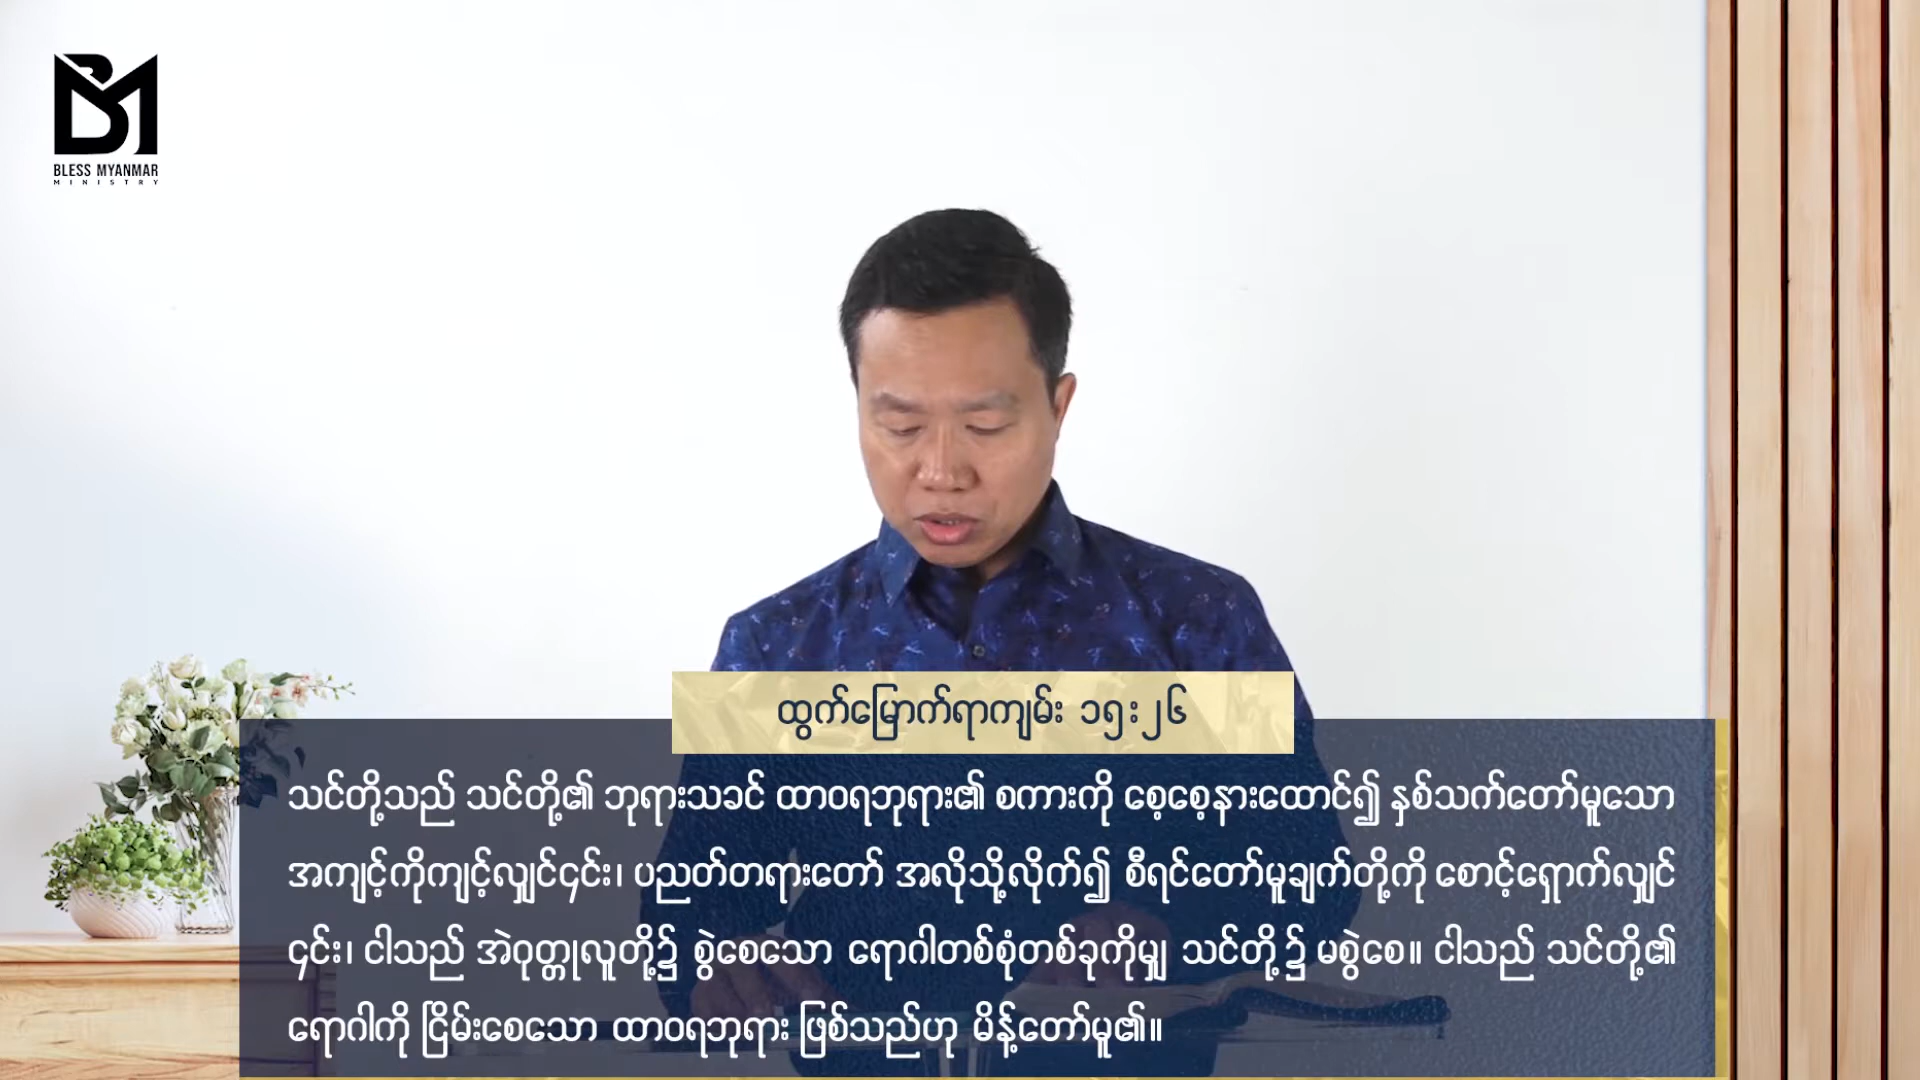 BLESS MYANMAR
MINISTRY
ထွက်မြောက်ရာကျမ်း ၁၅:၂၆
သင်တို့သည် သင်တို့၏ ဘုရားသခင် ထာဝရဘုရား၏ စကားကို စေ့စေ့နားထောင်၍ နှစ်သက်တော်မူသော
အကျင့်ကိုကျင့်လျှင်၎င်း၊ ပညတ်တရားတော် အလိုသို့လိုက်၍ စီရင်တော်မူချက်တို့ကို စောင့်ရှောက်လျှင်
၎င်း၊ ငါသည် အဲဂုတ္တုလူတို့၌ စွဲစေသော ရောဂါတစ်စုံတစ်ခုကိုမျှ သင်တို့၌ မစွဲစေ။ ငါသည် သင်တို့၏
ရောဂါကို ငြိမ်းစေသော ထာဝရဘုရား ဖြစ်သည်ဟု မိန့်တော်မူ၏။